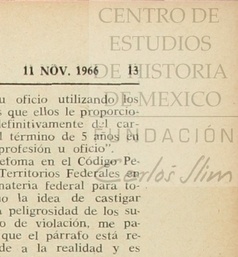 CENTRO DE
ESTUDIOS
DE HISTORIA
DE MEXICO
FUNDACIÓN
Carlos Slim
11 NOV. 1966 13
u oficio utilizando los
s que ellos le proporcio-
definitivamente del car-
l término de 5 años en
profesión u oficio".
etoma en el Código Pe-
Territorios Federales en
materia federal para to-
o la idea de castigar
a peligrosidad de los su-
o de violación, me pa-
que el párrafo está re-
de a la realidad y es